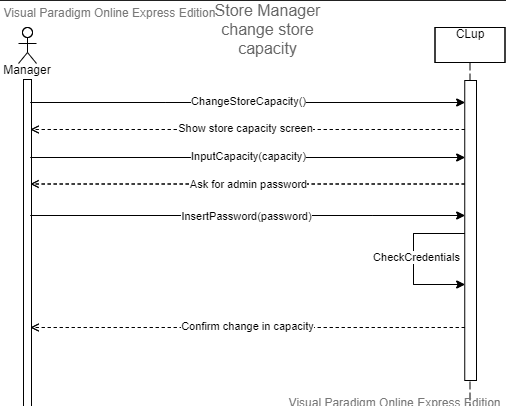 Visual Paradigm Online Express Edition
Store Manager
change store
capacity
CLup
Manager
ChangeStoreCapacity()
Show store capacity screen
InputCapacity(capacity)
Ask for admin password
InsertPassword(password)
CheckCredentials
Confirm change in capacity
Visual Paradigm Online Express Edition